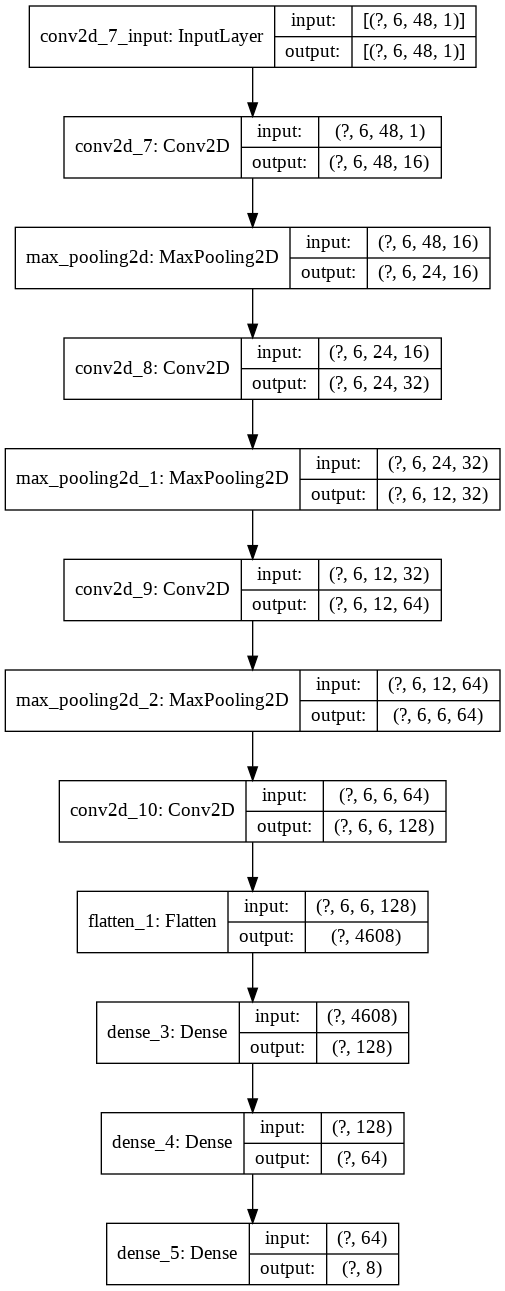 conv2d_7_input: InputLayer input: [(?, 6, 48, 1)]
output: [(?, 6, 48, 1)]
conv2d_7: Conv2D input: (?, 6, 48, 1)
output: (?, 6, 48, 16)
max_pooling2d: MaxPooling2D input: (?, 6, 48, 16)
output: (?, 6, 24, 16)
conv2d_8: Conv2D input: (?, 6, 24, 16)
output: (?, 6, 24, 32)
max_pooling2d_1: MaxPooling2D input: (?, 6, 24, 32)
output: (?, 6, 12, 32)
conv2d_9: Conv2D input: (?, 6, 12, 32)
output: (?, 6, 12, 64)
max_pooling2d_2: MaxPooling2D input: (?, 6, 12, 64)
output: (?, 6, 6, 64)
conv2d_10: Conv2D input: (?, 6, 6, 64)
output: (?, 6, 6, 128)
flatten_1: Flatten input: (?, 6, 6, 128)
output: (?, 4608)
dense_3: Dense input: (?, 4608)
output: (?, 128)
dense_4: Dense input: (?, 128)
output: (?, 64)
dense_5: Dense input: (?, 64)
output: (?, 8)